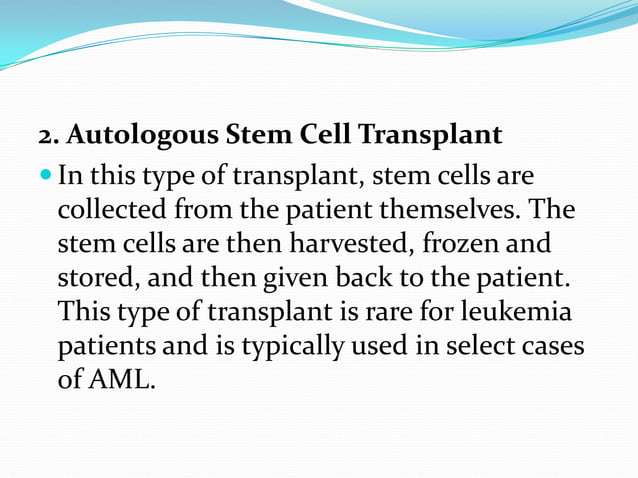 2. Autologous Stem Cell Transplant
In this type of transplant, stem cells are
collected from the patient themselves. The
stem cells are then harvested, frozen and
stored, and then given back to the patient.
This type of transplant is rare for leukemia
patients and is typically used in select cases
of AML.